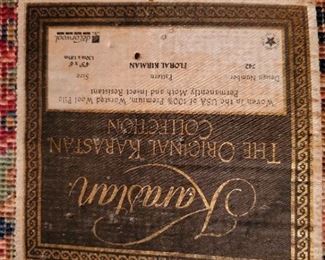 Karastan
THE ORIGINAL KARASTAN
COLLECTION
Woven in the USA of 100% Premium, Worsted Wool Pile
Permanently Moth and Insect Resistant
Design Number Pattern Size
742 FLORAL KIRMAN